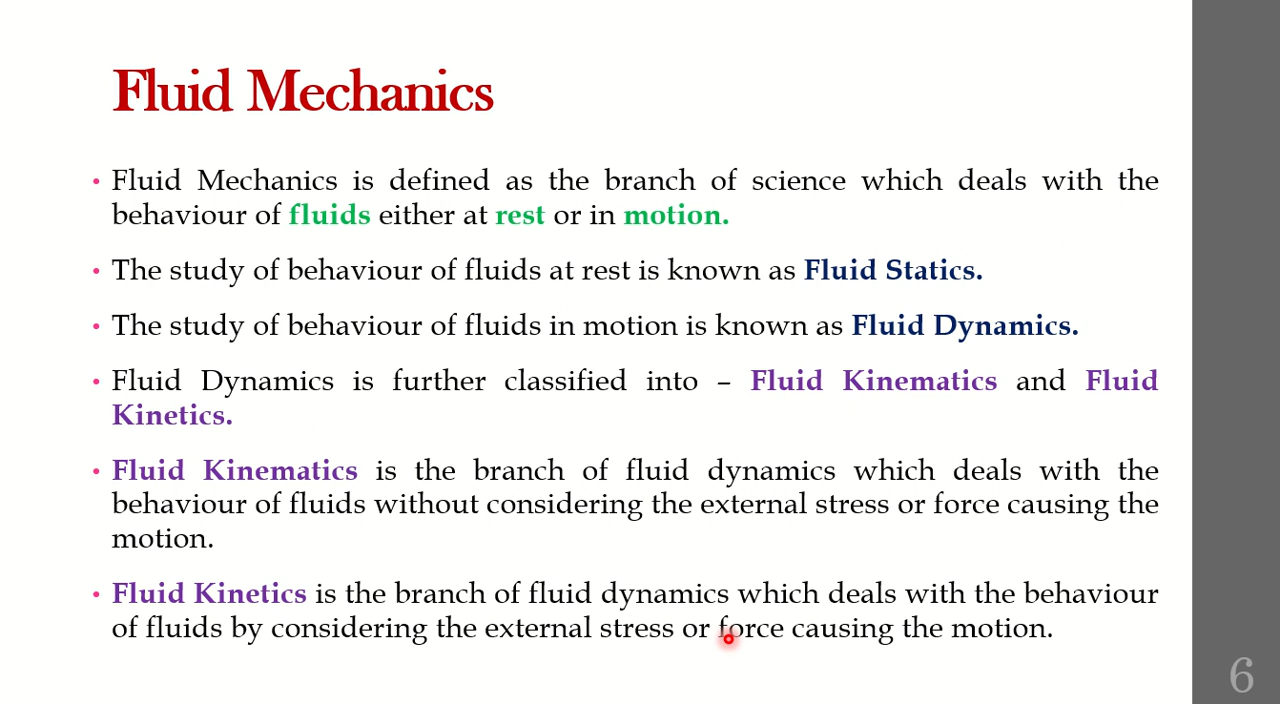 Fluid Mechanics
• Fluid Mechanics is defined as the branch of science which deals with the
behaviour of fluids either at rest or in motion.
• The study of behaviour of fluids at rest is known as Fluid Statics.
• The study of behaviour of fluids in motion is known as Fluid Dynamics.
• Fluid Dynamics is further classified into – Fluid Kinematics and Fluid
Kinetics.
• Fluid Kinematics is the branch of fluid dynamics which deals with the
behaviour of fluids without considering the external stress or force causing the
motion.
• Fluid Kinetics is the branch of fluid dynamics which deals with the behaviour
of fluids by considering the external stress or force causing the motion.
6